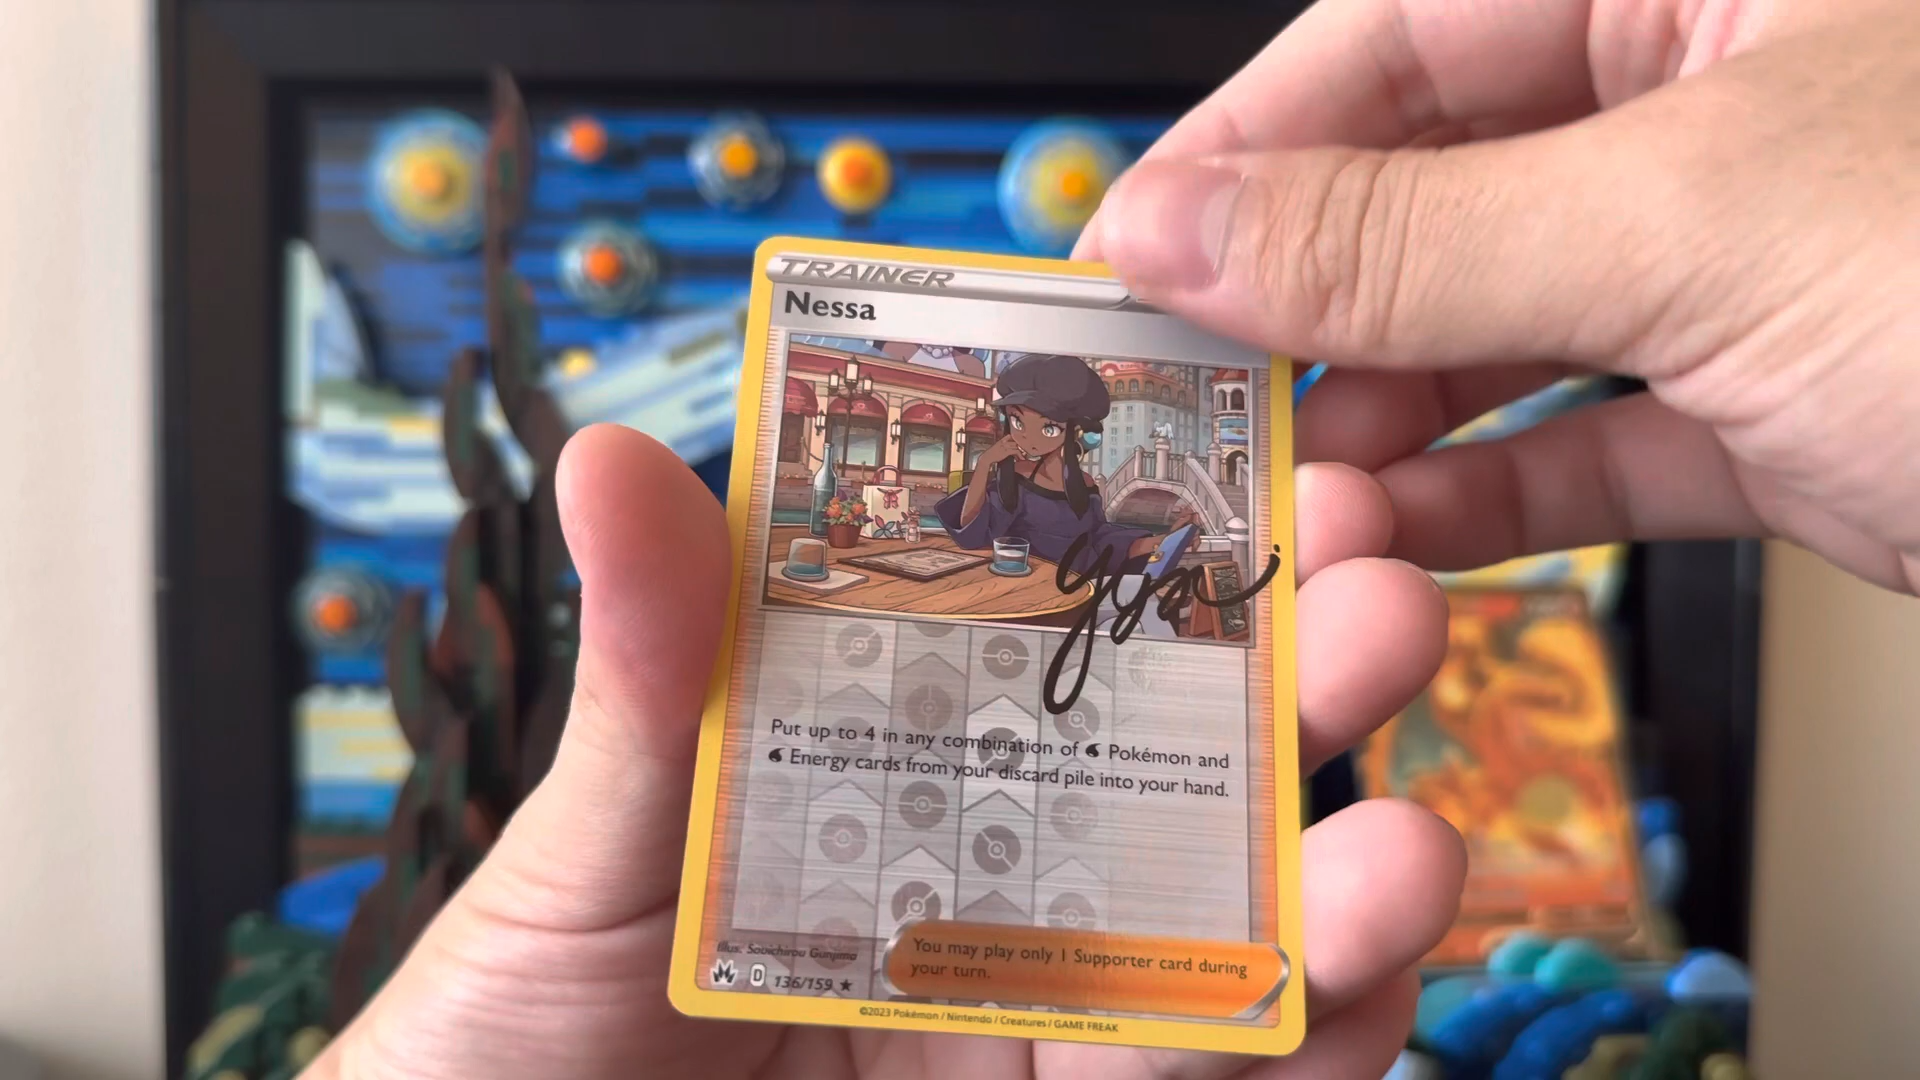 TRAINER
Nessa
Put up to 4 in any combination of Pokémon and
Energy cards from your discard pile into your hand.
You may play only 1 Supporter card during
your turn.
Illus. Souichirou Gunjima
D 136/159 ★
©2023 Pokémon / Nintendo / Creatures / GAME FREAK